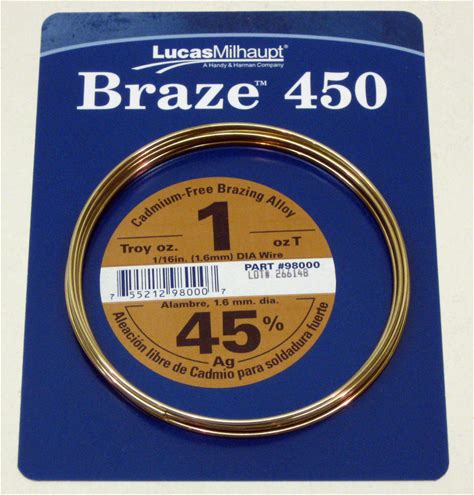 LucasMilhaupt®
A Handy & Harman Company
Braze™ 450
Cadmium-Free Brazing Alloy
Troy oz. 1 oz T
1/16in. (1.6mm) DIA Wire
PART #98000
LOT# 266148
7 55212 98000 7
Alambre, 1.6 mm. dia.
45%
Ag
Aleación libre de Cadmio para soldadura fuerte